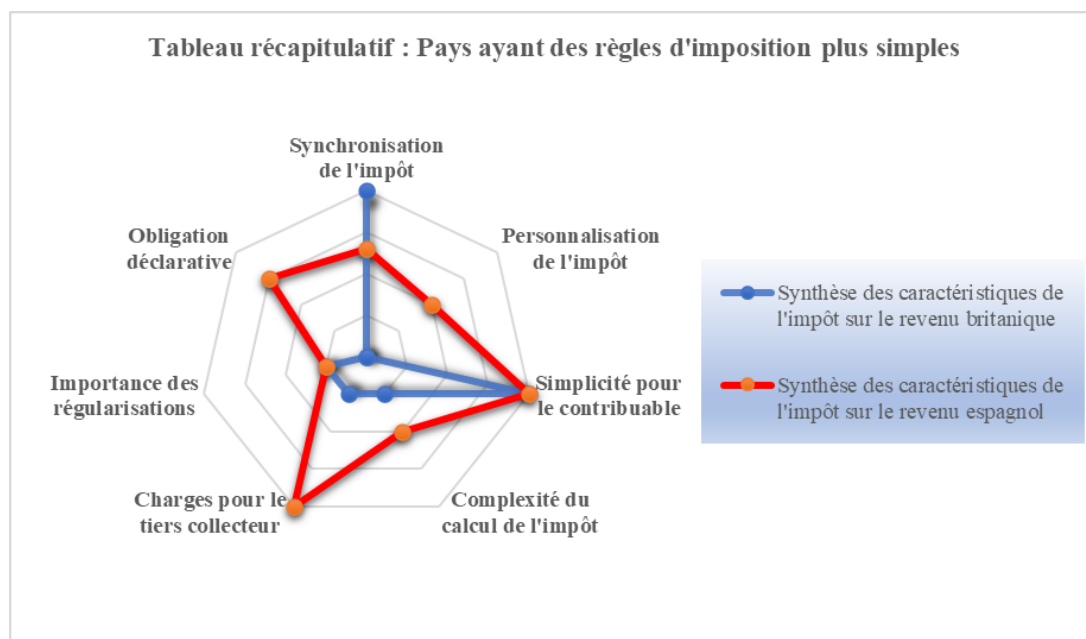 Tableau récapitulatif : Pays ayant des règles d'imposition plus simples
Synchronisation
de l'impôt
Personnalisation
de l'impôt
Simplicité pour
le contribuable
Complexité du
calcul de l'impôt
Charges pour le
tiers collecteur
Importance des
régularisations
Obligation
déclarative
Synthèse des caractéristiques de
l'impôt sur le revenu britanique
Synthèse des caractéristiques de
l'impôt sur le revenu espagnol